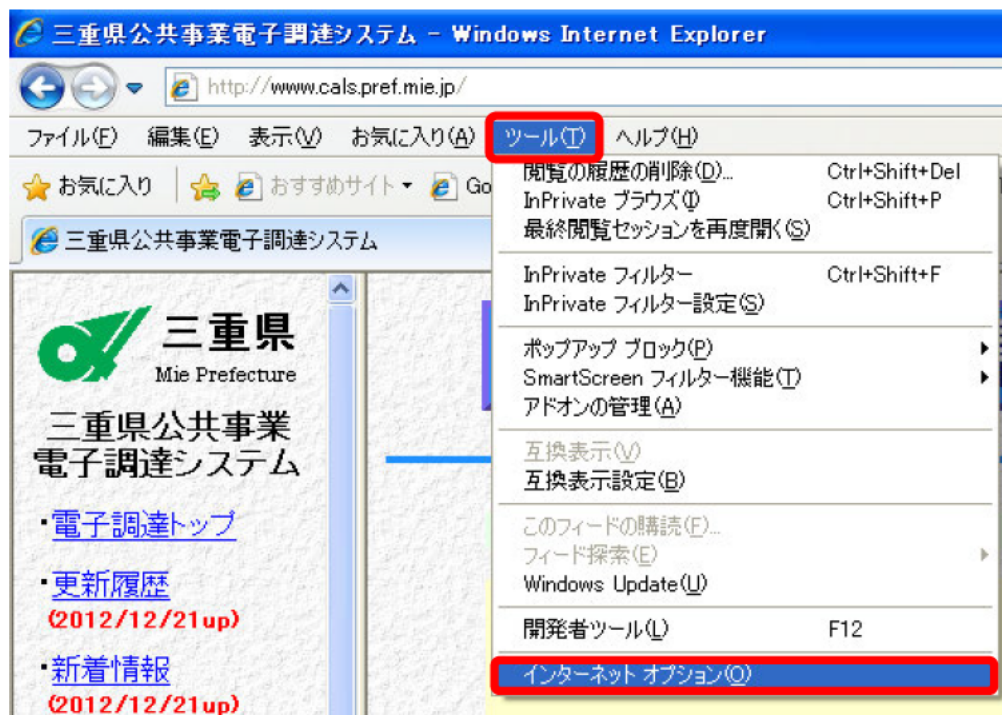 三重県公共事業電子調達システム - Windows Internet Explorer
http://www.cals.pref.mie.jp/
ファイル(F) 編集(E) 表示(V) お気に入り(A) ツール(T) ヘルプ(H)
お気に入り おすすめサイト Go
三重県公共事業電子調達システム
三重県
Mie Prefecture
三重県公共事業
電子調達システム
・電子調達トップ
・更新履歴
(2012/12/21up)
・新着情報
(2012/12/21up)
閲覧の履歴の削除(D)... Ctrl+Shift+Del
InPrivate ブラウズ(I) Ctrl+Shift+P
最終閲覧セッションを再度開く(S)
InPrivate フィルター Ctrl+Shift+F
InPrivate フィルター設定(S)
ポップアップ ブロック(P)
SmartScreen フィルター機能(T)
アドオンの管理(A)
互換表示(V)
互換表示設定(B)
このフィードの購読(F)...
フィード探索(E)
Windows Update(U)
開発者ツール(L) F12
インターネット オプション(O)